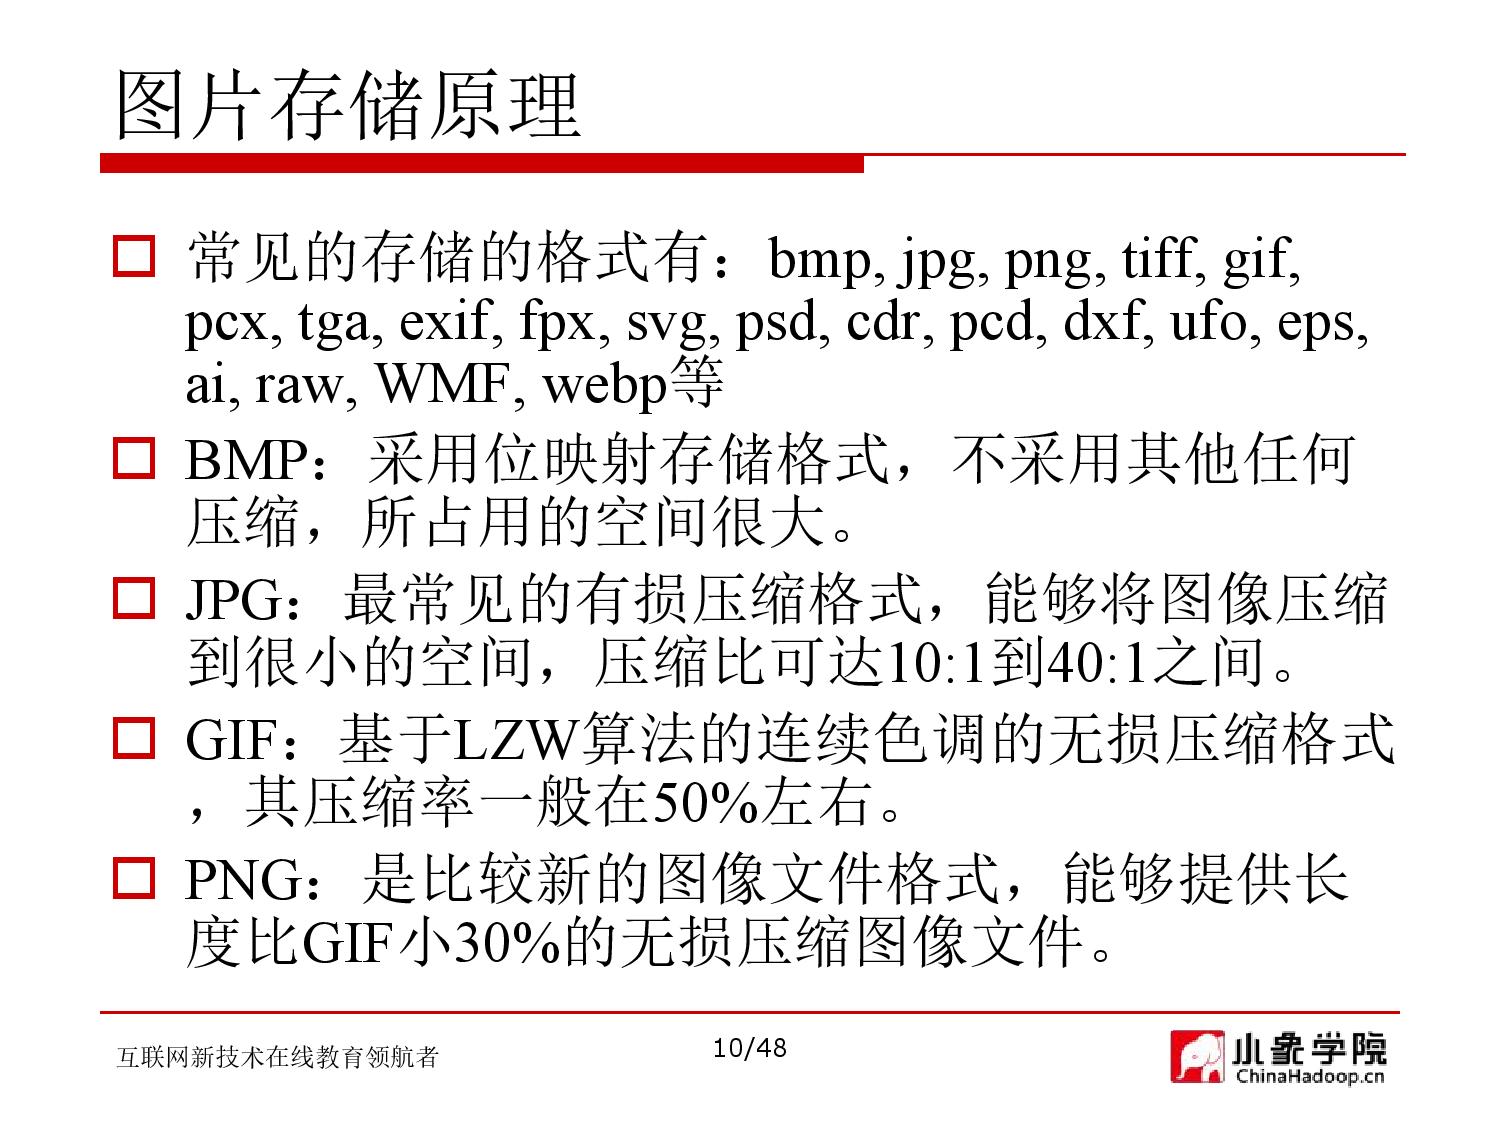 图片存储原理
常见的存储的格式有：bmp, jpg, png, tiff, gif,
pcx, tga, exif, fpx, svg, psd, cdr, pcd, dxf, ufo, eps,
ai, raw, WMF, webp等
BMP：采用位映射存储格式，不采用其他任何
压缩，所占用的空间很大。
JPG：最常见的有损压缩格式，能够将图像压缩
到很小的空间，压缩比可达10:1到40:1之间。
GIF：基于LZW算法的连续色调的无损压缩格式
，其压缩率一般在50%左右。
PNG：是比较新的图像文件格式，能够提供长
度比GIF小30%的无损压缩图像文件。
互联网新技术在线教育领航者
10/48
小象学院
ChinaHadoop.cn